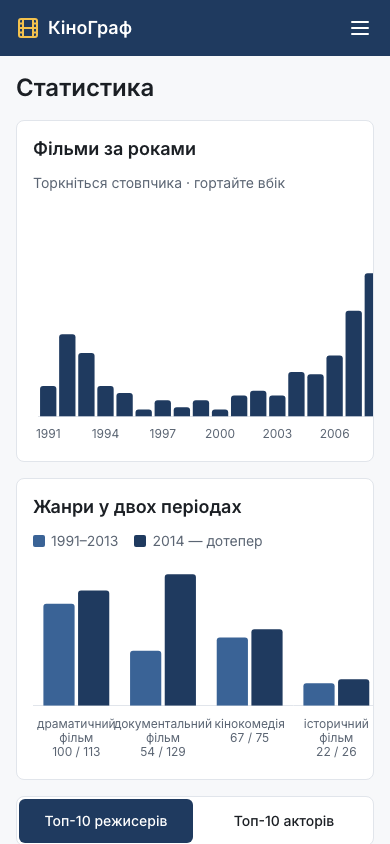 КіноГраф
Статистика
Фільми за роками
Торкніться стовпчика · гортайте вбік
1991 1994 1997 2000 2003 2006
Жанри у двох періодах
1991–2013 2014 — дотепер
драматичний документальний кінокомедія історичний
фільм фільм 67 / 75 фільм
100 / 113 54 / 129 22 / 26
Топ-10 режисерів Топ-10 акторів